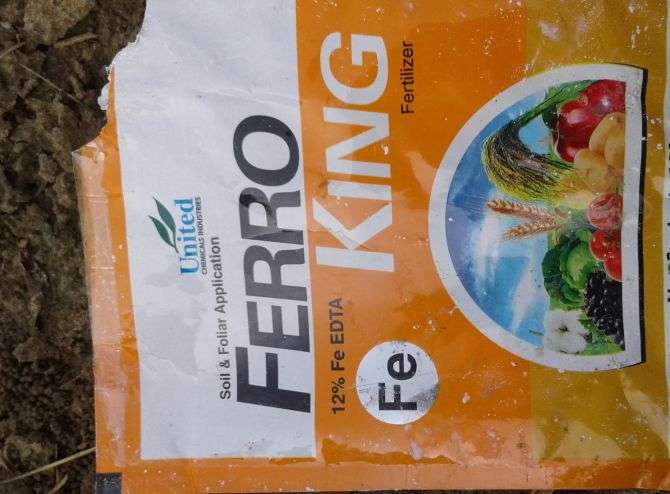 United
CHEMICALS INDUSTRIES
Soil & Foliar Application
FERRO
KING
12% Fe EDTA
Fertilizer
Fe